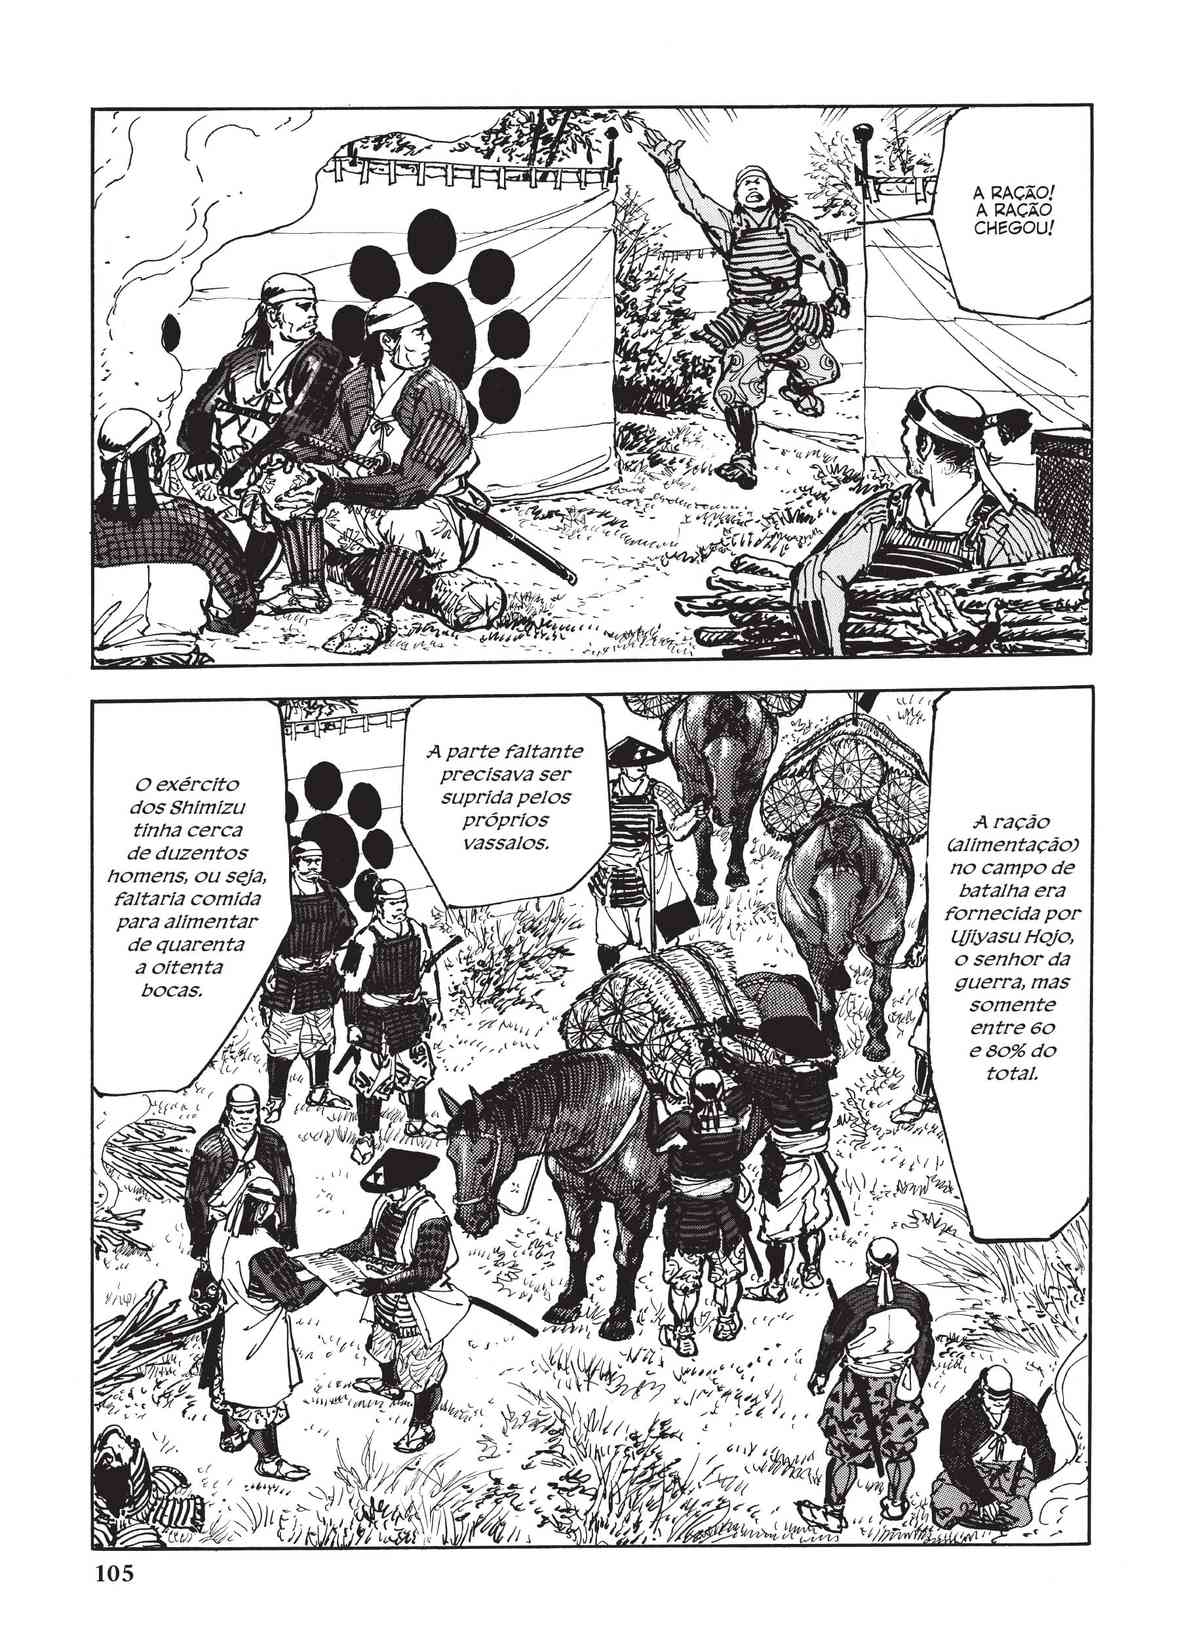 A RAÇÃO!
A RAÇÃO
CHEGOU!
A ração
(alimentação)
no campo de
batalha era
fornecida por
Ujiyasu Hojo,
o senhor da
guerra, mas
somente
entre 60
e 80% do
total.
A parte faltante
precisava ser
suprida pelos
próprios
vassalos.
O exército
dos Shimizu
tinha cerca
de duzentos
homens, ou seja,
faltaria comida
para alimentar
de quarenta
a oitenta
bocas.
105